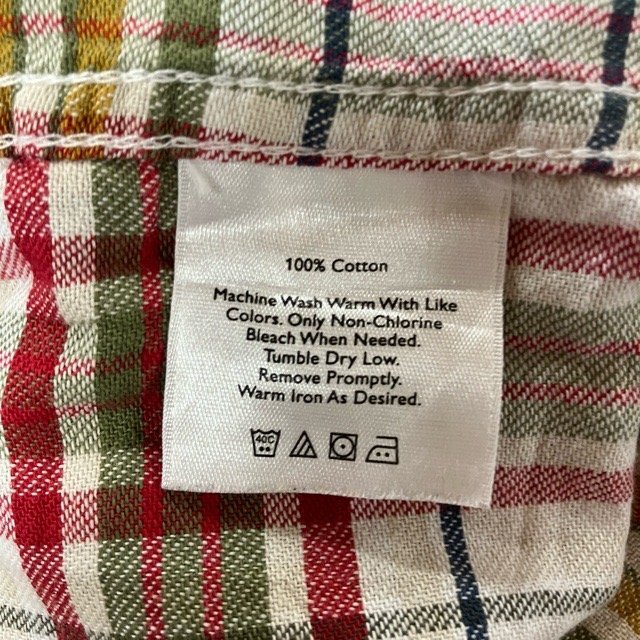 100% Cotton
Machine Wash Warm With Like
Colors. Only Non-Chlorine
Bleach When Needed.
Tumble Dry Low.
Remove Promptly.
Warm Iron As Desired.
40C